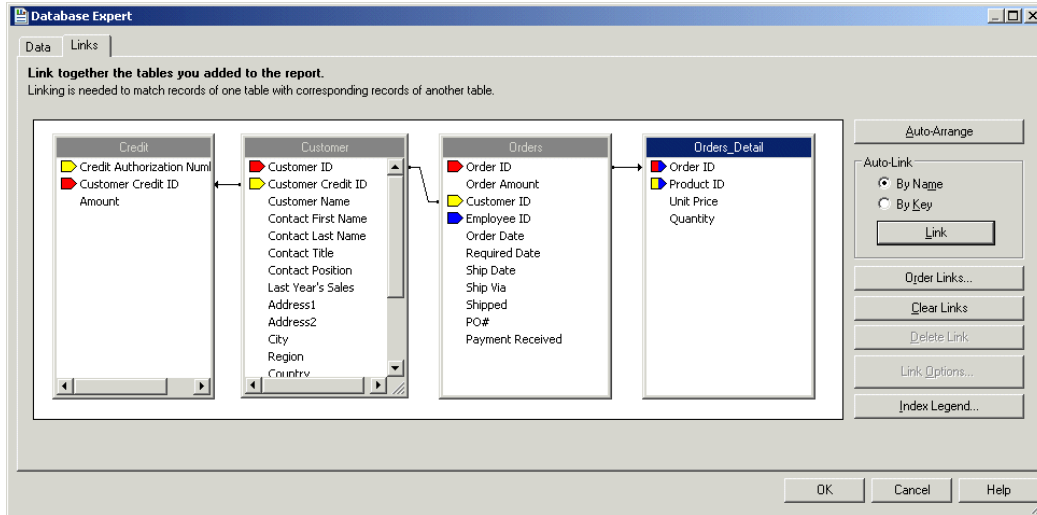 Database Expert
Data
Links
Link together the tables you added to the report.
Linking is needed to match records of one table with corresponding records of another table.
Credit
Credit Authorization Numl
Customer Credit ID
Amount
Customer
Customer ID
Customer Credit ID
Customer Name
Contact First Name
Contact Last Name
Contact Title
Contact Position
Last Year's Sales
Address1
Address2
City
Region
Country
Orders
Order ID
Order Amount
Customer ID
Employee ID
Order Date
Required Date
Ship Date
Ship Via
Shipped
PO#
Payment Received
Orders_Detail
Order ID
Product ID
Unit Price
Quantity
Auto-Arrange
Auto-Link
By Name
By Key
Link
Order Links...
Clear Links
Delete Link
Link Options...
Index Legend...
OK
Cancel
Help